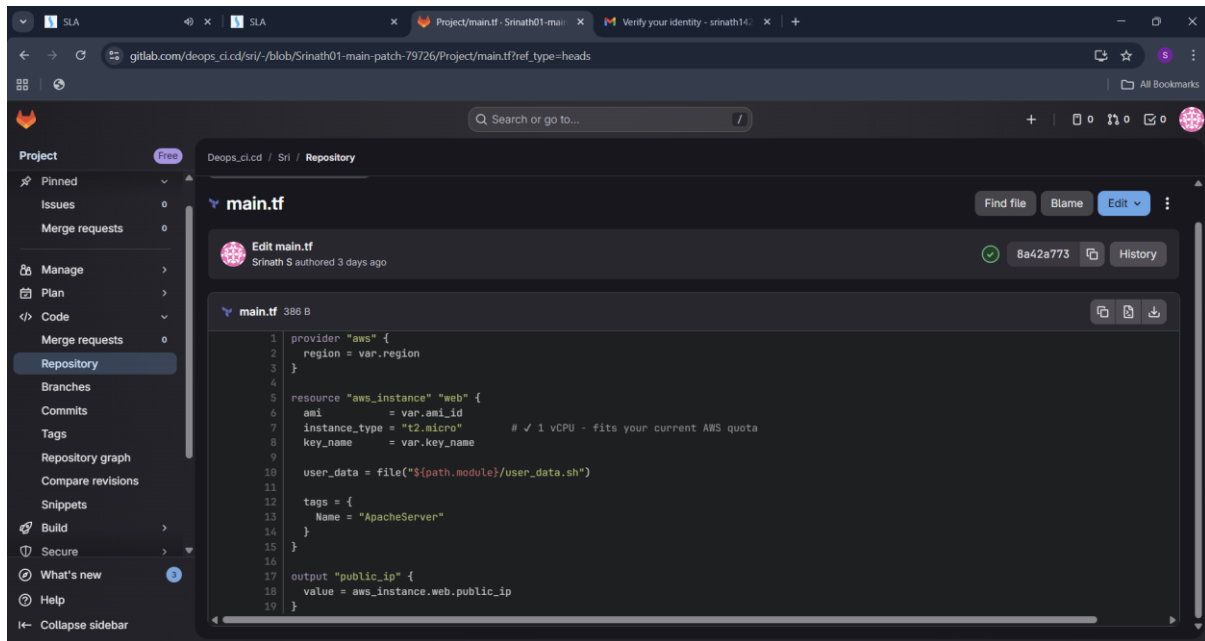 SLA
SLA
Project/main.tf · Srinath01-main
Verify your identity - srinath142
gitlab.com/deops_ci.cd/sri/-/blob/Srinath01-main-patch-79726/Project/main.tf?ref_type=heads
S
All Bookmarks
Search or go to...
/
0
0
0
Project
Free
Deops_ci.cd / Sri / Repository
Pinned
Issues 0
Merge requests 0
Manage
Plan
Code
Merge requests 0
Repository
Branches
Commits
Tags
Repository graph
Compare revisions
Snippets
Build
Secure
What's new 3
Help
Collapse sidebar
main.tf
Find file
Blame
Edit
Edit main.tf
Srinath S authored 3 days ago
8a42a773
History
main.tf 386 B
1 provider "aws" {
2 region = var.region
3 }
4
5 resource "aws_instance" "web" {
6 ami = var.ami_id
7 instance_type = "t2.micro" # ✓ 1 vCPU - fits your current AWS quota
8 key_name = var.key_name
9
10 user_data = file("${path.module}/user_data.sh")
11
12 tags = {
13 Name = "ApacheServer"
14 }
15 }
16
17 output "public_ip" {
18 value = aws_instance.web.public_ip
19 }